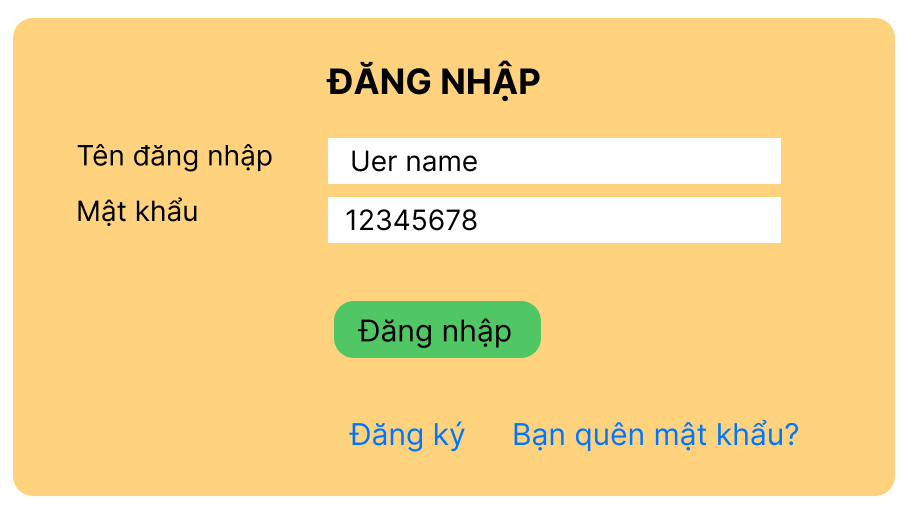 ĐĂNG NHẬP
Tên đăng nhập
Uer name
Mật khẩu
12345678
Đăng nhập
Đăng ký
Bạn quên mật khẩu?